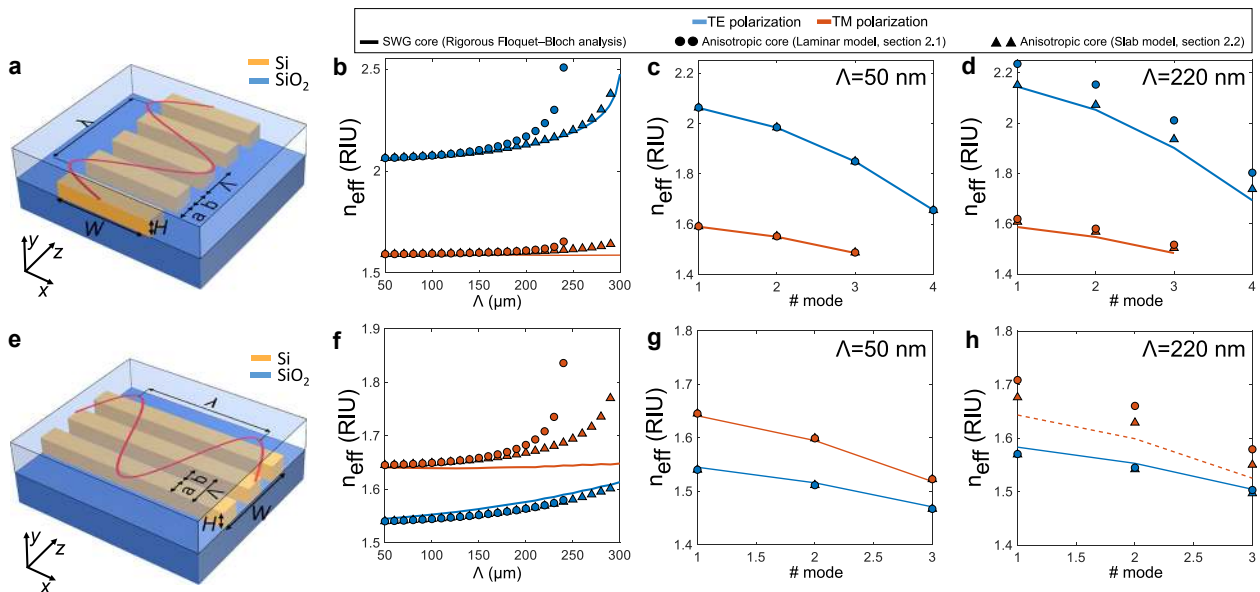 TE polarization TM polarization
SWG core (Rigorous Floquet–Bloch analysis) Anisotropic core (Laminar model, section 2.1) Anisotropic core (Slab model, section 2.2)
a
Si
SiO2
λ
Λ
a b
H
W
y
z
x
b
neff (RIU)
2.5
2
1.5
50 100 150 200 250 300
Λ (μm)
c
Λ=50 nm
neff (RIU)
2.2
2
1.8
1.6
1.4
1 2 3 4
# mode
d
Λ=220 nm
neff (RIU)
2.2
2
1.8
1.6
1.4
1 2 3 4
# mode
e
Si
SiO2
λ
a b
Λ
H
W
y
z
x
f
neff (RIU)
1.9
1.8
1.7
1.6
1.5
50 100 150 200 250 300
Λ (μm)
g
Λ=50 nm
neff (RIU)
1.8
1.7
1.6
1.5
1.4
1 1.5 2 2.5 3
# mode
h
Λ=220 nm
neff (RIU)
1.8
1.7
1.6
1.5
1.4
1 1.5 2 2.5 3
# mode